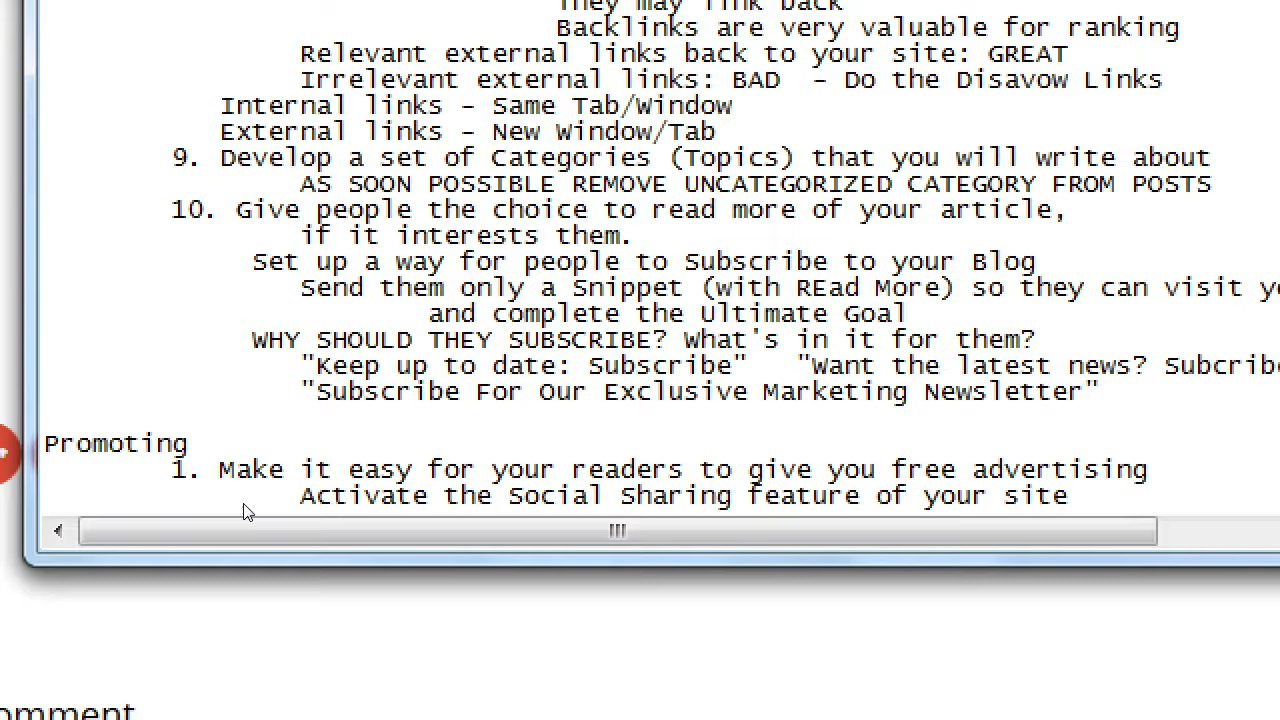 They may link back
Backlinks are very valuable for ranking
Relevant external links back to your site: GREAT
Irrelevant external links: BAD - Do the Disavow Links
Internal links - Same Tab/Window
External links - New Window/Tab
9. Develop a set of Categories (Topics) that you will write about
AS SOON POSSIBLE REMOVE UNCATEGORIZED CATEGORY FROM POSTS
10. Give people the choice to read more of your article,
if it interests them.
Set up a way for people to Subscribe to your Blog
Send them only a Snippet (with REad More) so they can visit
and complete the Ultimate Goal
WHY SHOULD THEY SUBSCRIBE? What's in it for them?
"Keep up to date: Subscribe" "Want the latest news?
"Subscribe For Our Exclusive Marketing Newsletter"
Promoting
1. Make it easy for your readers to give you free advertising
Activate the Social Sharing feature of your site